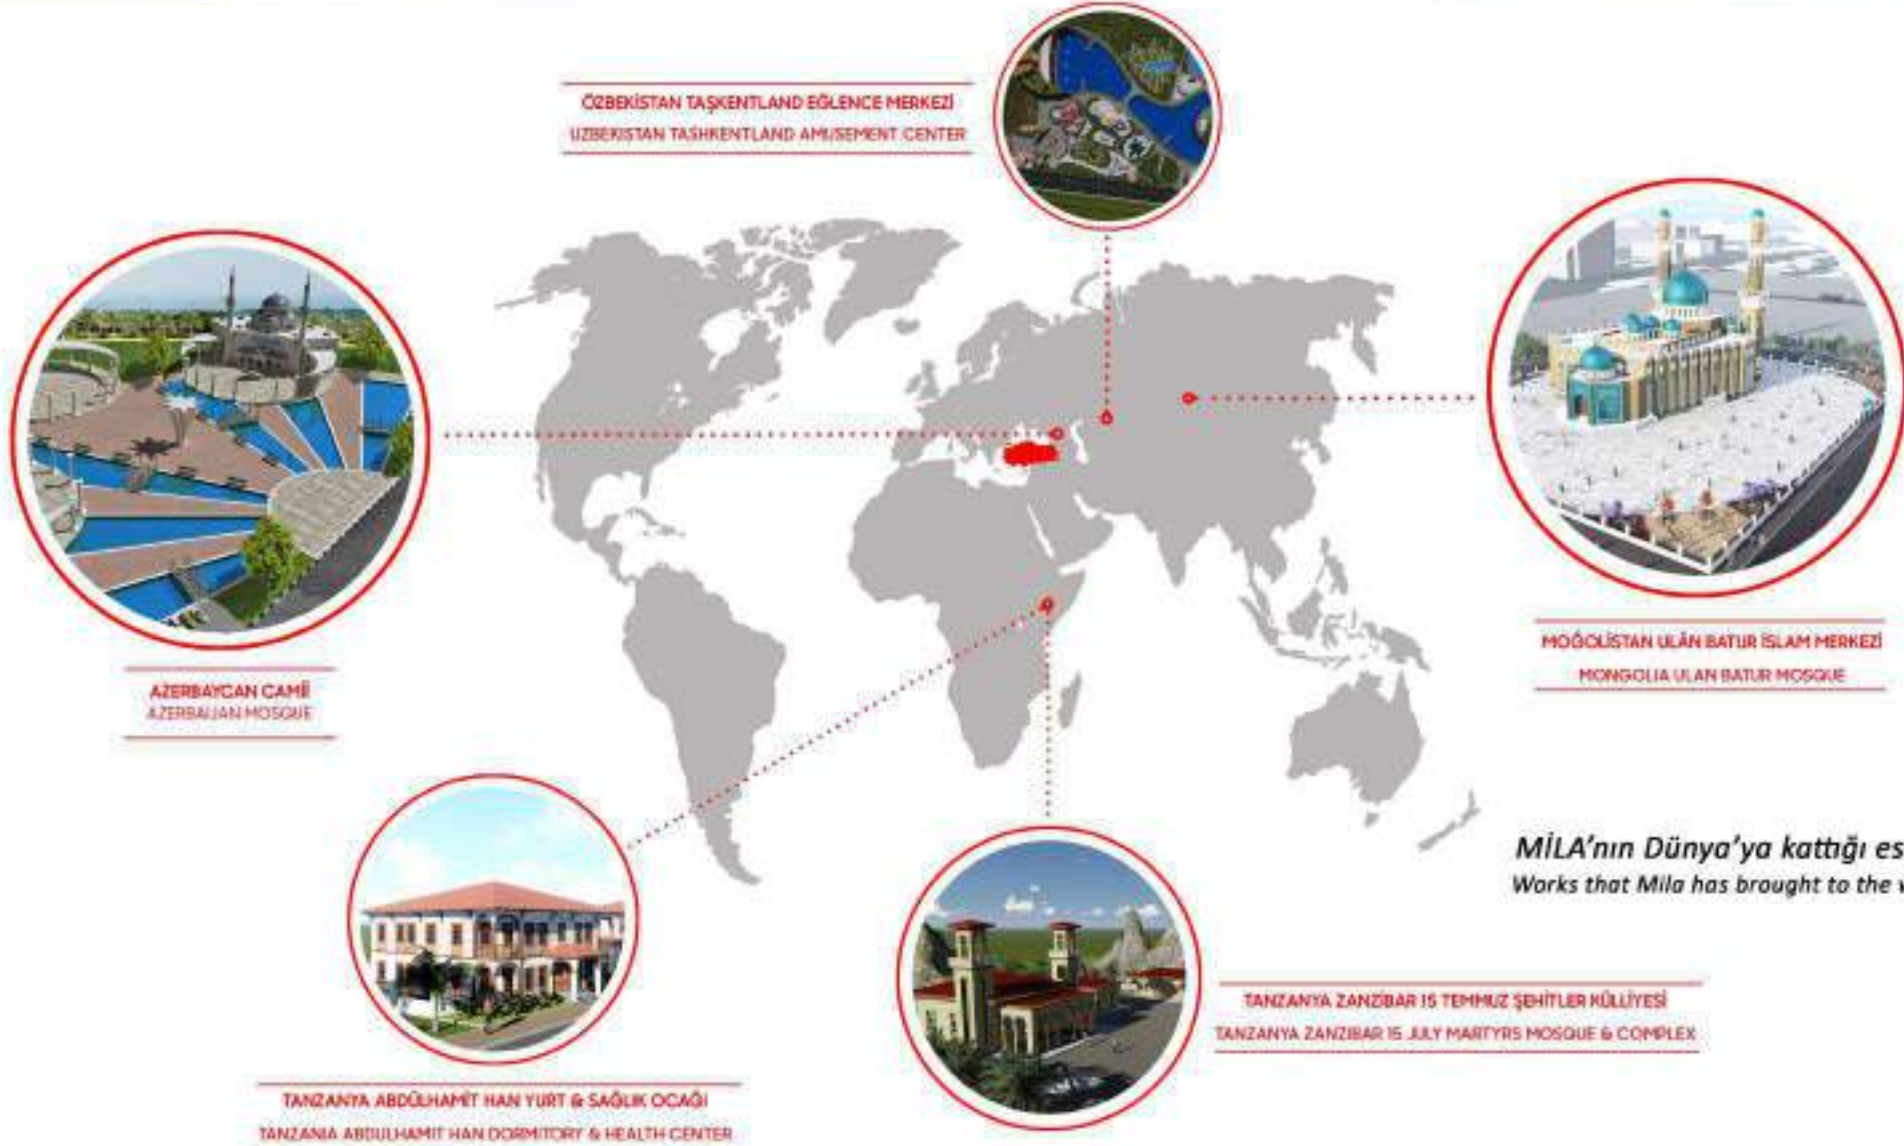 ÖZBEKİSTAN TAŞKENTLAND EĞLENCE MERKEZİ
UZBEKISTAN TASHKENTLAND AMUSEMENT CENTER
AZERBAYCAN CAMİİ
AZERBAIJAN MOSQUE
MOĞOLİSTAN ULÂN BATUR İSLAM MERKEZİ
MONGOLIA ULAN BATUR MOSQUE
MİLA'nın Dünya'ya kattığı es
Works that Mila has brought to the w
TANZANYA ZANZİBAR 15 TEMMUZ ŞEHİTLER KÜLLİYESİ
TANZANYA ZANZIBAR 15 JULY MARTYRS MOSQUE & COMPLEX
TANZANYA ABDÜLHAMİT HAN YURT & SAĞLIK OCAĞI
TANZANIA ABDULHAMIT HAN DORMITORY & HEALTH CENTER